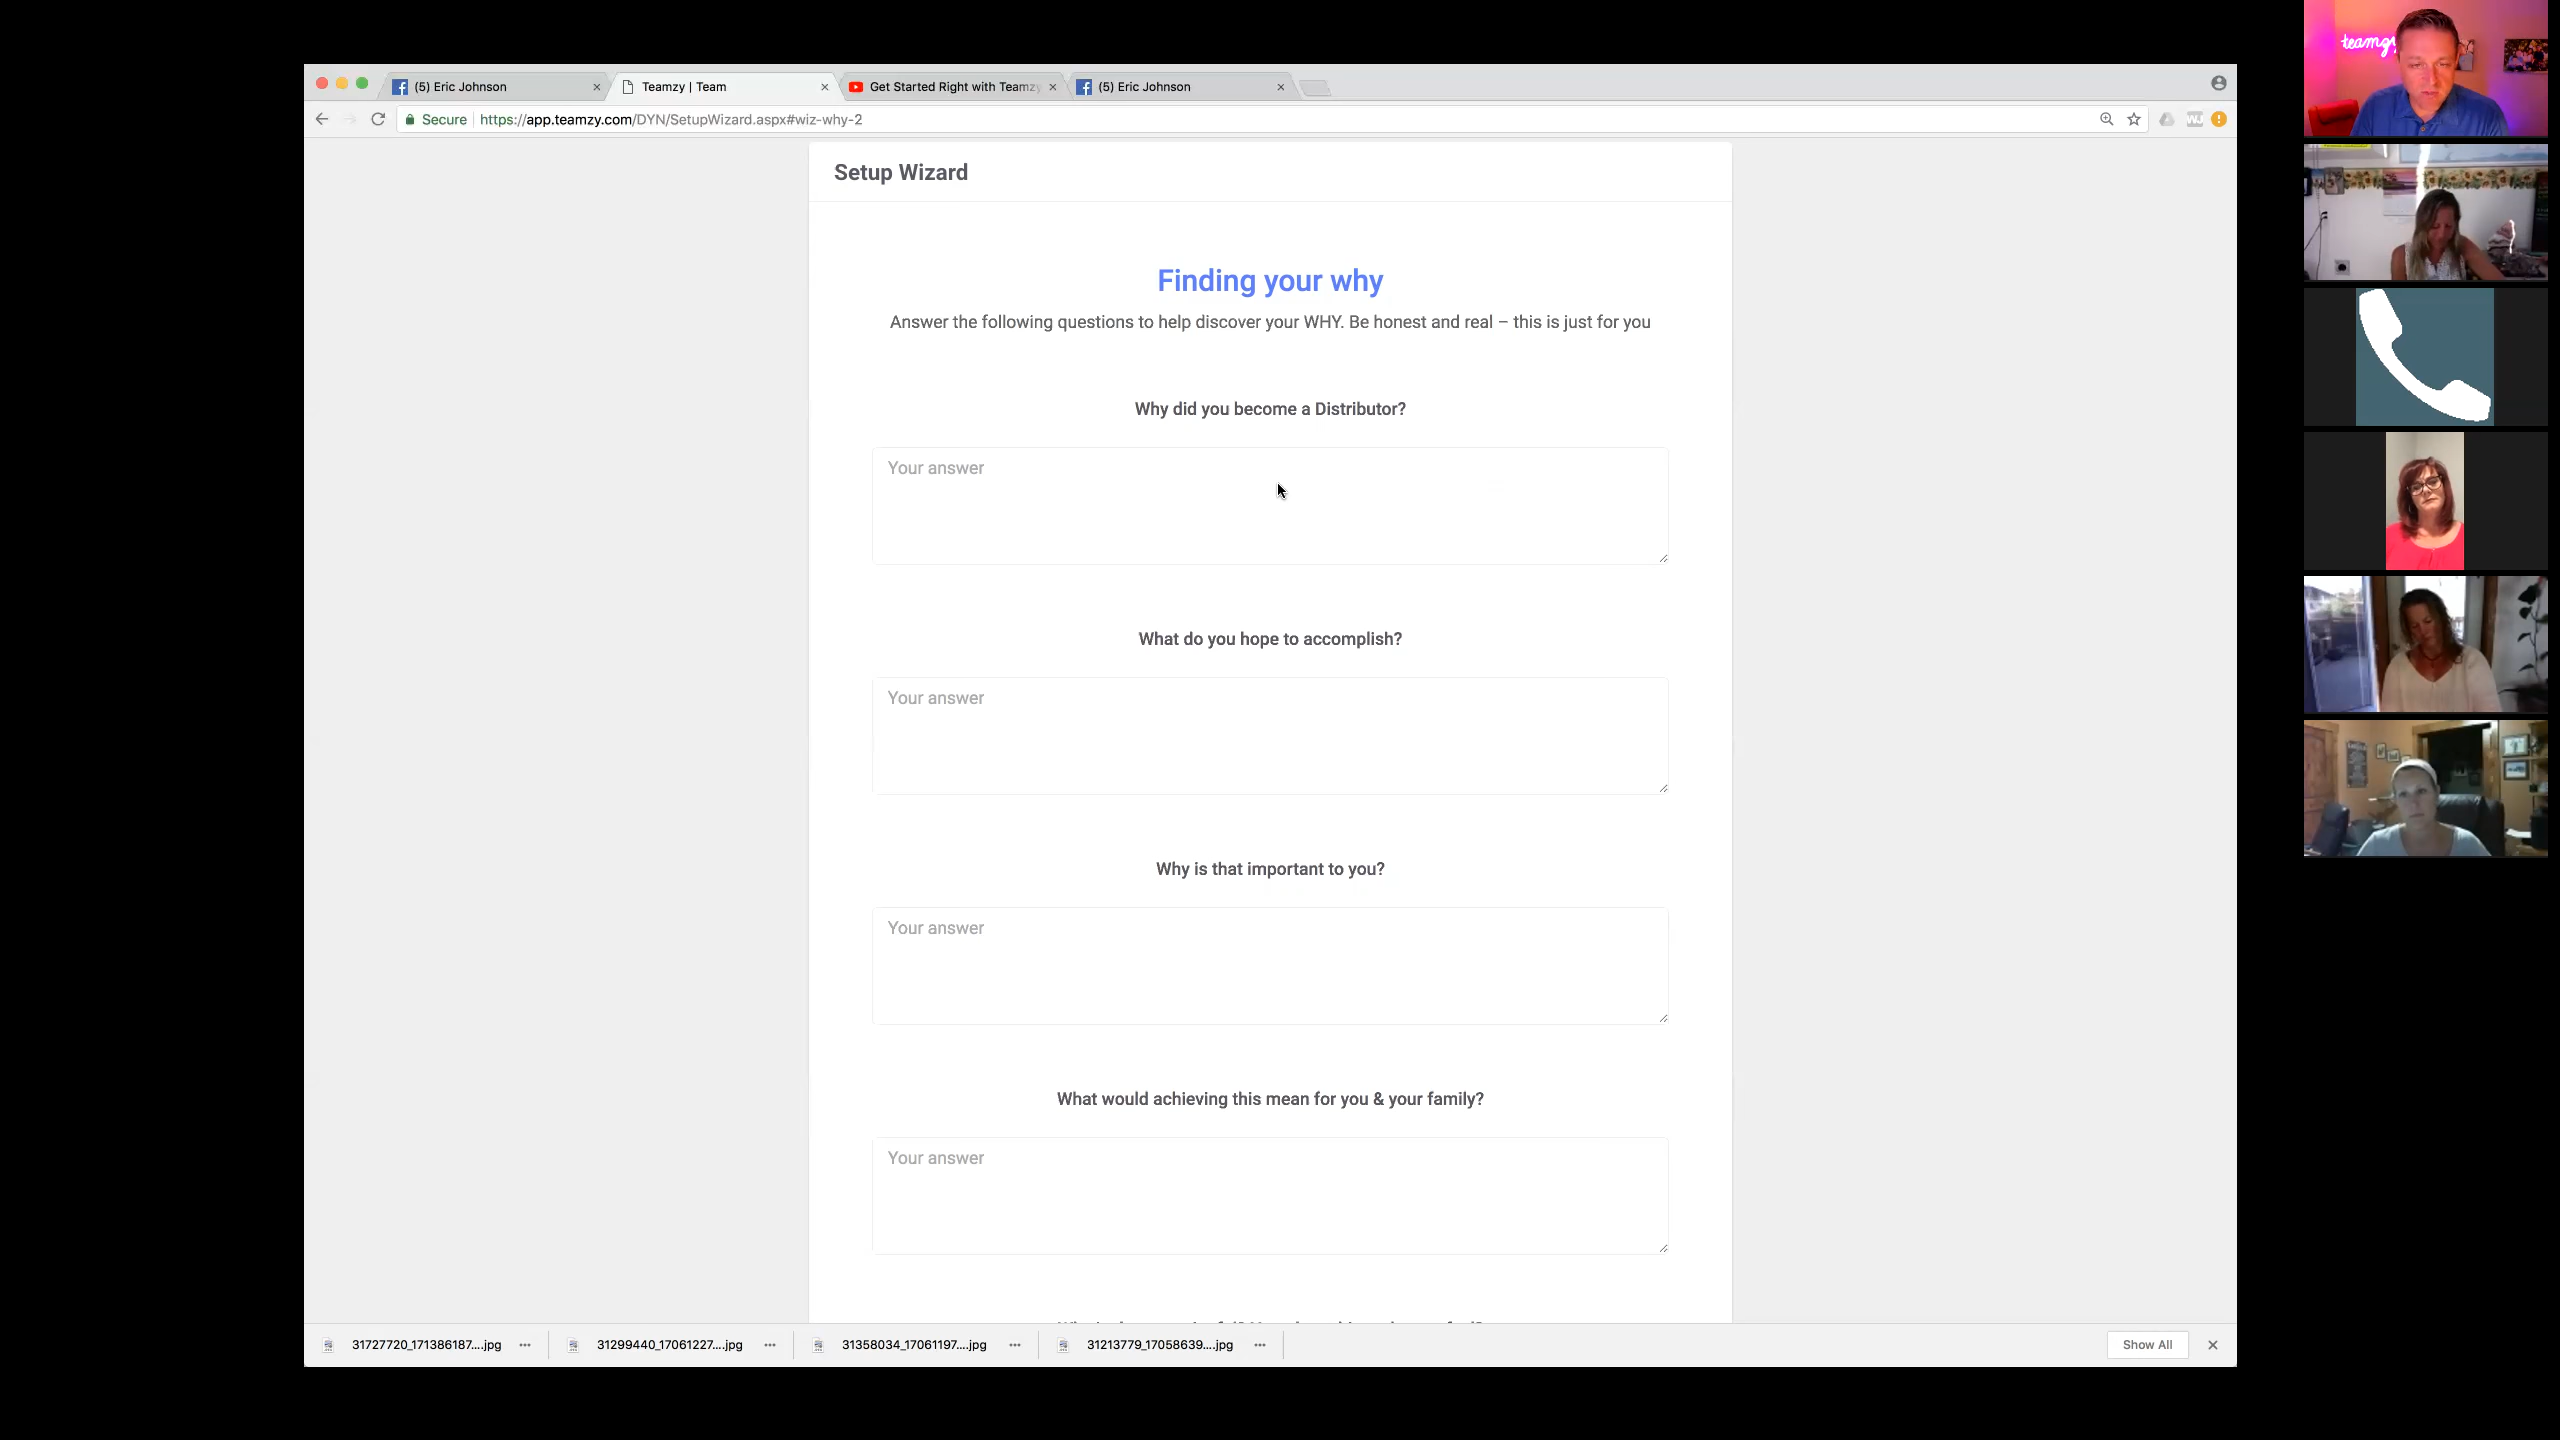 (5) Eric Johnson
Teamzy | Team
Get Started Right with Teamzy
(5) Eric Johnson
Secure
https://app.teamzy.com/DYN/SetupWizard.aspx#wiz-why-2
Setup Wizard
Finding your why
Answer the following questions to help discover your WHY. Be honest and real – this is just for you
Why did you become a Distributor?
Your answer
What do you hope to accomplish?
Your answer
Why is that important to you?
Your answer
What would achieving this mean for you & your family?
Your answer
31727720_171386187....jpg
31299440_17061227....jpg
31358034_17061197....jpg
31213779_17058639....jpg
Show All
teamzy